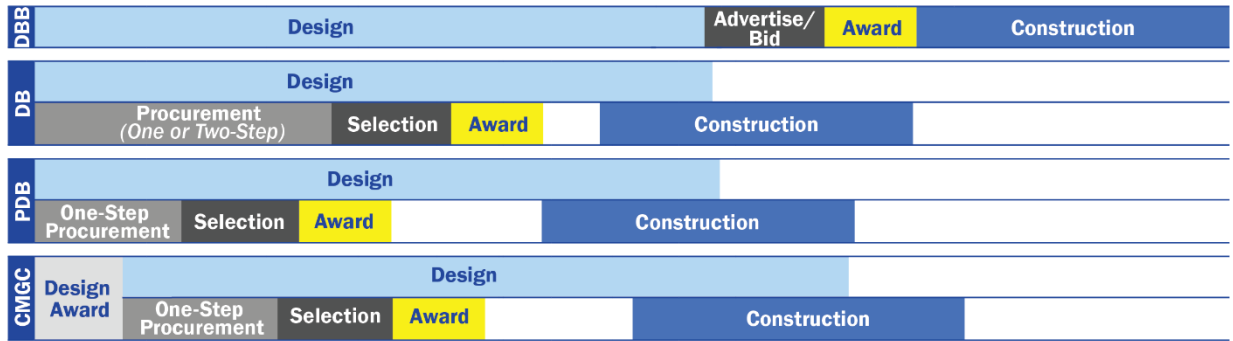 DBB
Design
Advertise/
Bid
Award
Construction
DB
Design
Procurement
(One or Two-Step)
Selection
Award
Construction
PDB
Design
One-Step
Procurement
Selection
Award
Construction
CMGC
Design
Award
Design
One-Step
Procurement
Selection
Award
Construction